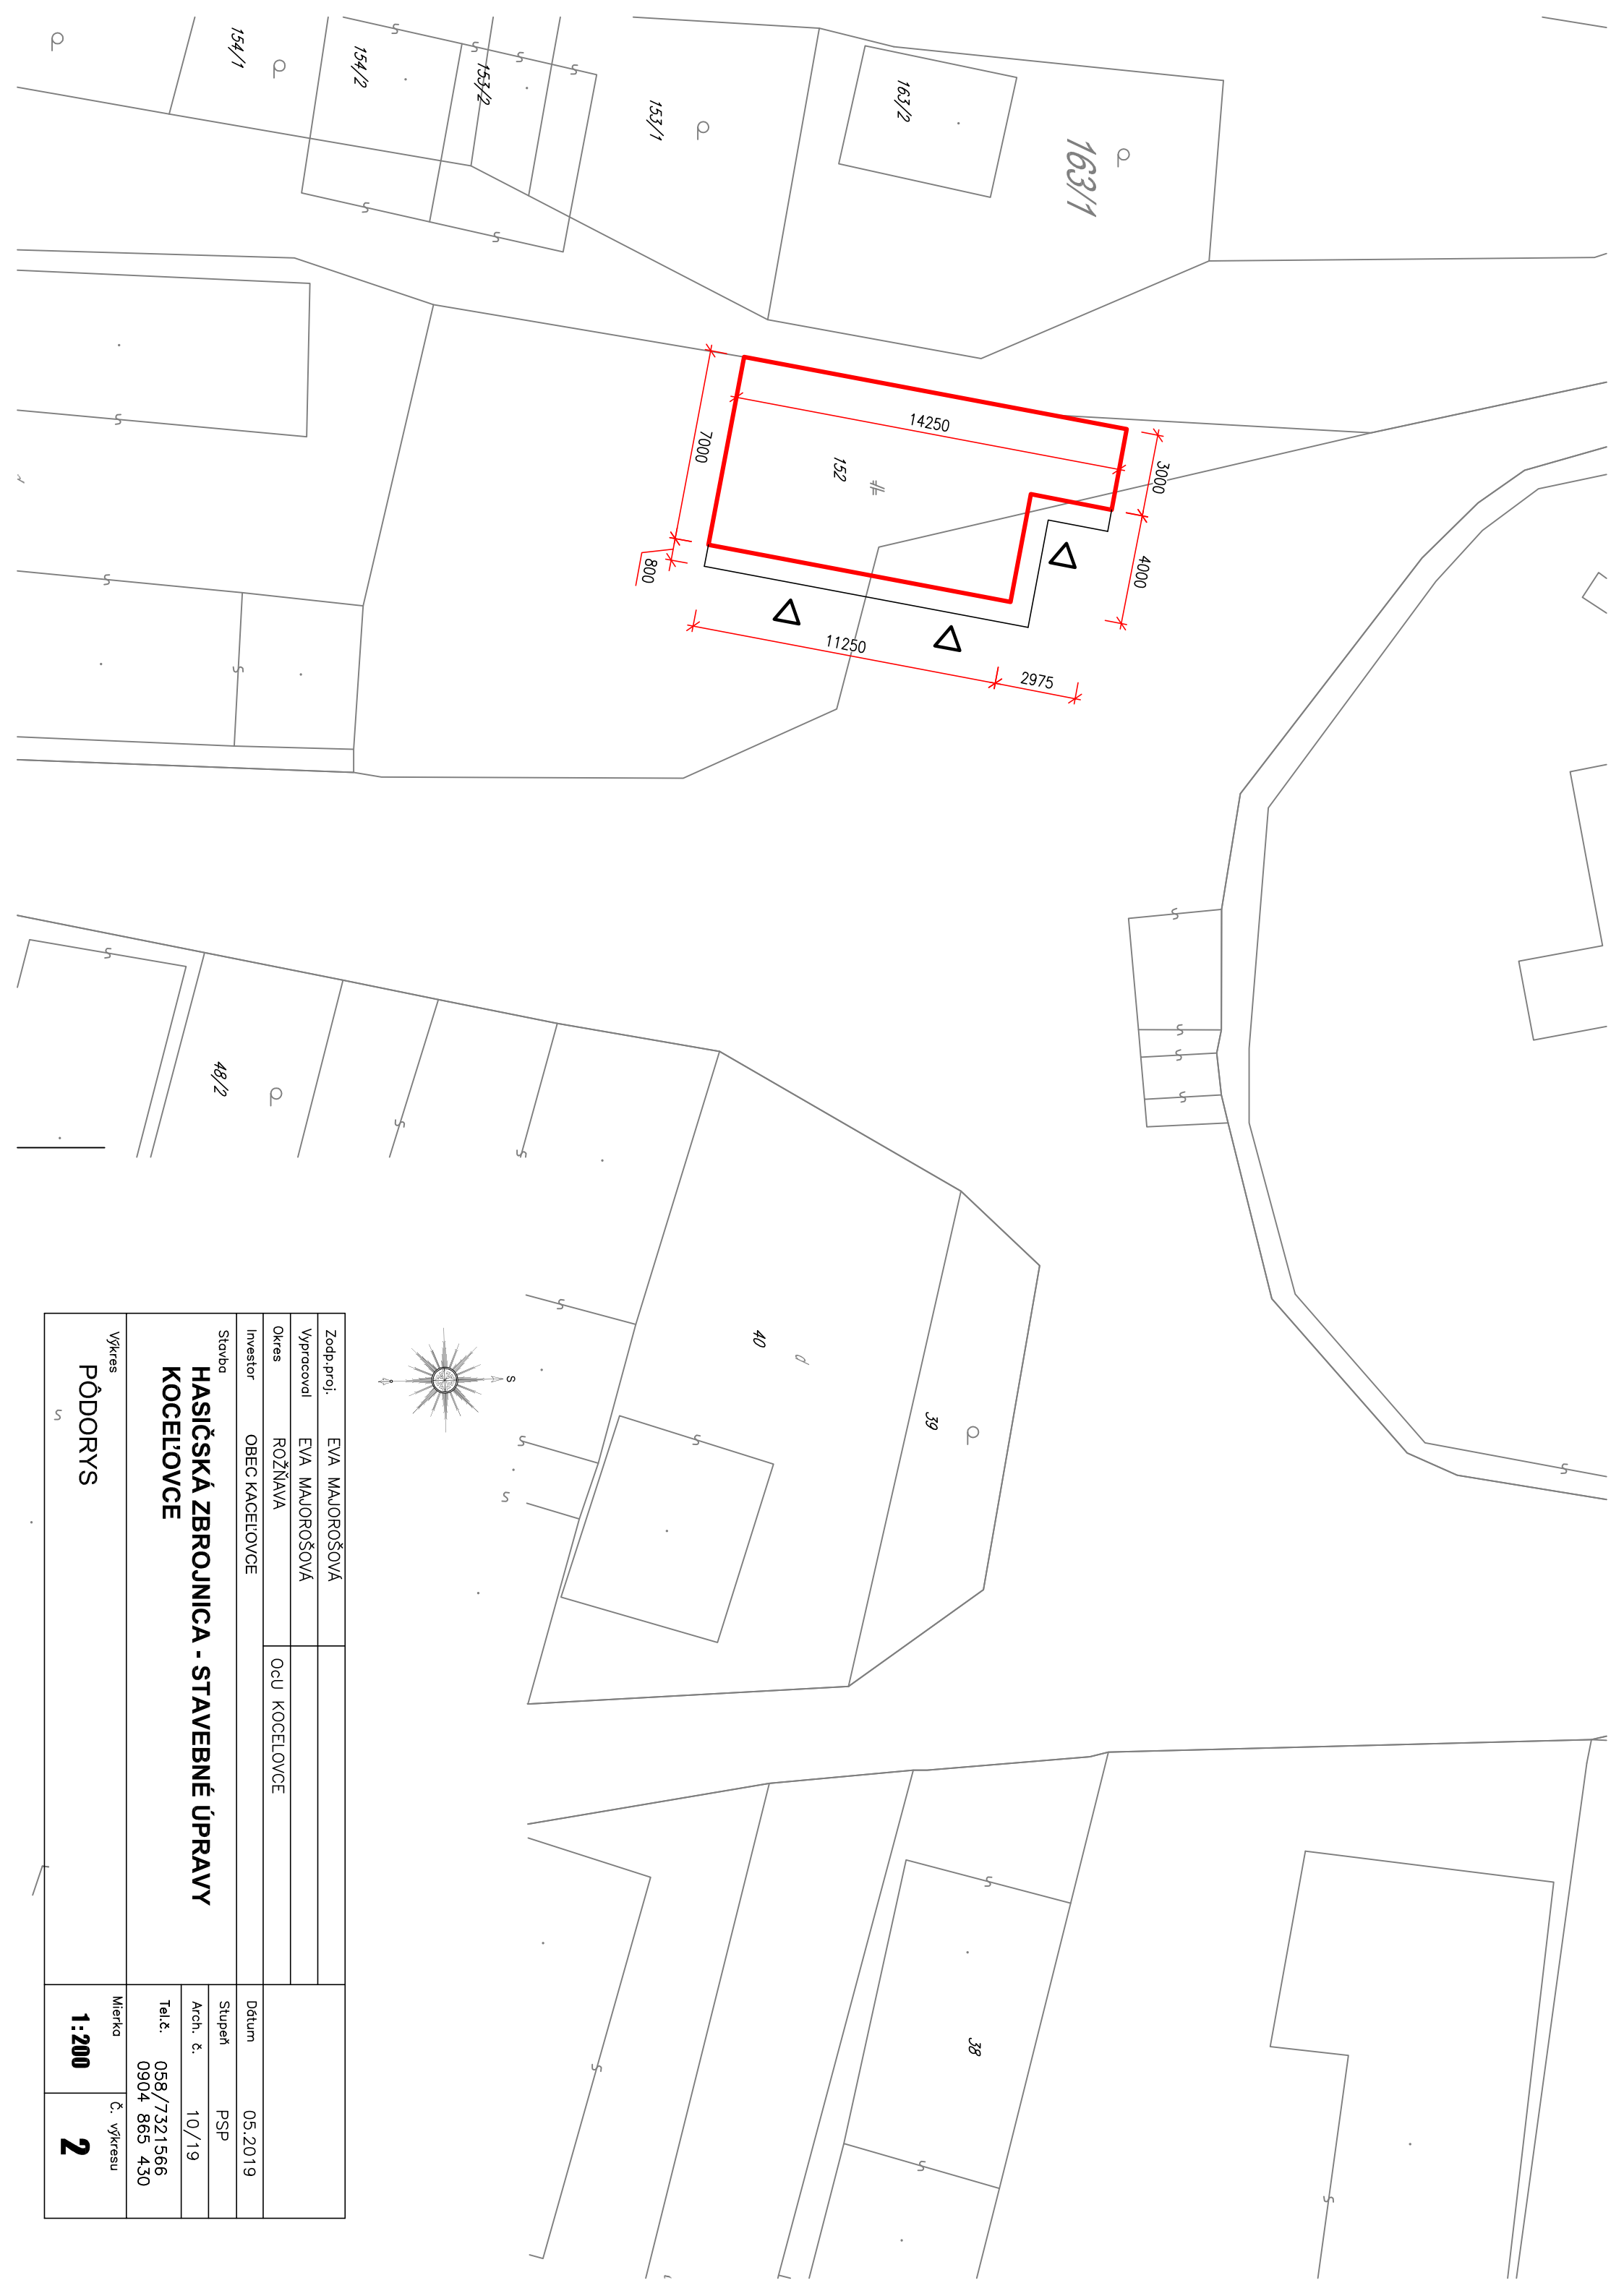 154/1
154/2
153/2
153/1
163/2
163/1
14250
7000
152
3000
4000
800
11250
2975
48/2
40
39
38
S
Zodp.proj. EVA MAJOROŠOVÁ
Vypracoval EVA MAJOROŠOVÁ
Okres ROŽŇAVA OcU KOCELOVCE
Investor OBEC KACEĽOVCE
Stavba
HASIČSKÁ ZBROJNICA - STAVEBNÉ ÚPRAVY
KOCEĽOVCE
Výkres
PÔDORYS
Dátum 05.2019
Stupeň PSP
Arch. č. 10/19
Tel.č. 058/7321566
0904 865 430
Mierka
1:200
Č. výkresu
2